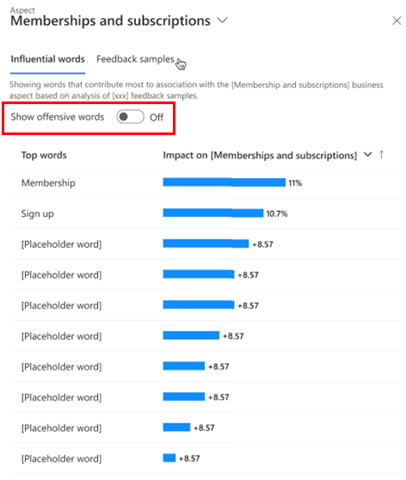 Aspect
Memberships and subscriptions
Influential words Feedback samples
Showing words that contribute most to association with the [Membership and subscriptions] business
aspect based on analysis of [xxx] feedback samples.
Show offensive words Off
Top words Impact on [Memberships and subscriptions]
Membership 11%
Sign up 10.7%
[Placeholder word] +8.57
[Placeholder word] +8.57
[Placeholder word] +8.57
[Placeholder word] +8.57
[Placeholder word] +8.57
[Placeholder word] +8.57
[Placeholder word] +8.57
[Placeholder word] +8.57